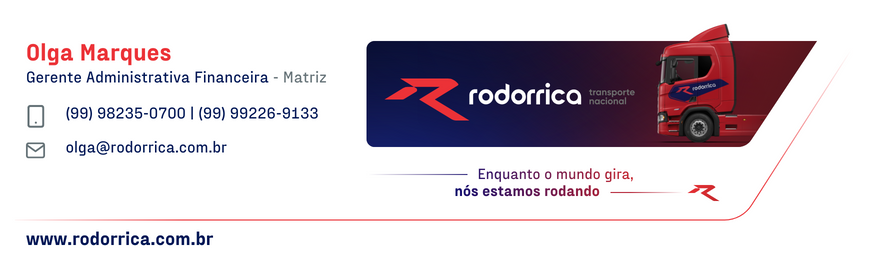 Olga Marques
Gerente Administrativa Financeira - Matriz
(99) 98235-0700 | (99) 99226-9133
olga@rodorrica.com.br
rodorrica
transporte
nacional
rodorrica
Enquanto o mundo gira,
nós estamos rodando
www.rodorrica.com.br